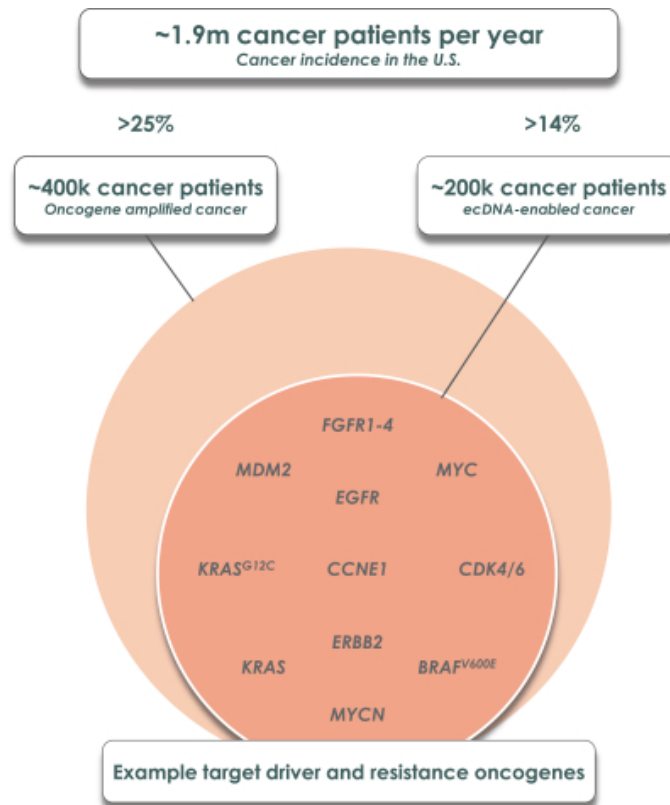 ~1.9m cancer patients per year
Cancer incidence in the U.S.
>25%
>14%
~400k cancer patients
Oncogene amplified cancer
~200k cancer patients
ecDNA-enabled cancer
FGFR1-4
MDM2
MYC
EGFR
KRASG12C
CCNE1
CDK4/6
ERBB2
KRAS
BRAFV600E
MYCN
Example target driver and resistance oncogenes